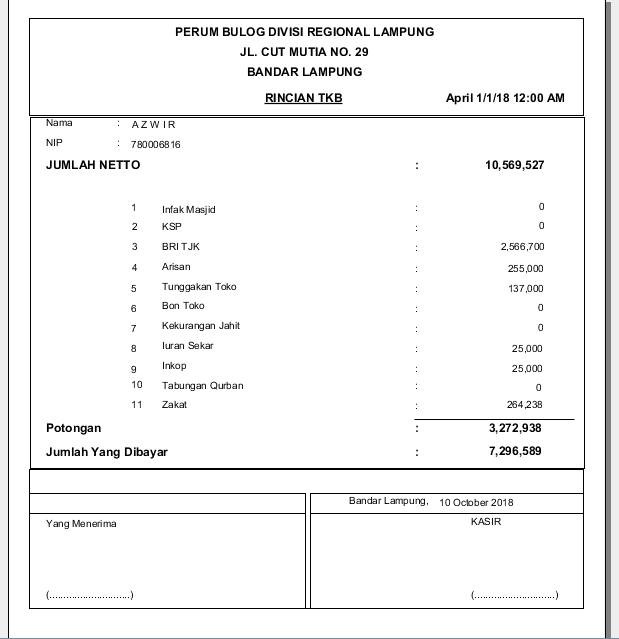 PERUM BULOG DIVISI REGIONAL LAMPUNG
JL. CUT MUTIA NO. 29
BANDAR LAMPUNG
RINCIAN TKB April 1/1/18 12:00 AM
Nama : A Z W I R
NIP : 780006816
JUMLAH NETTO : 10,569,527
1 Infak Masjid : 0
2 KSP : 0
3 BRI TJK : 2,566,700
4 Arisan : 255,000
5 Tunggakan Toko : 137,000
6 Bon Toko : 0
7 Kekurangan Jahit : 0
8 Iuran Sekar : 25,000
9 Inkop : 25,000
10 Tabungan Qurban : 0
11 Zakat : 264,238
Potongan : 3,272,938
Jumlah Yang Dibayar : 7,296,589
Bandar Lampung, 10 October 2018
Yang Menerima KASIR
(............................) (............................)